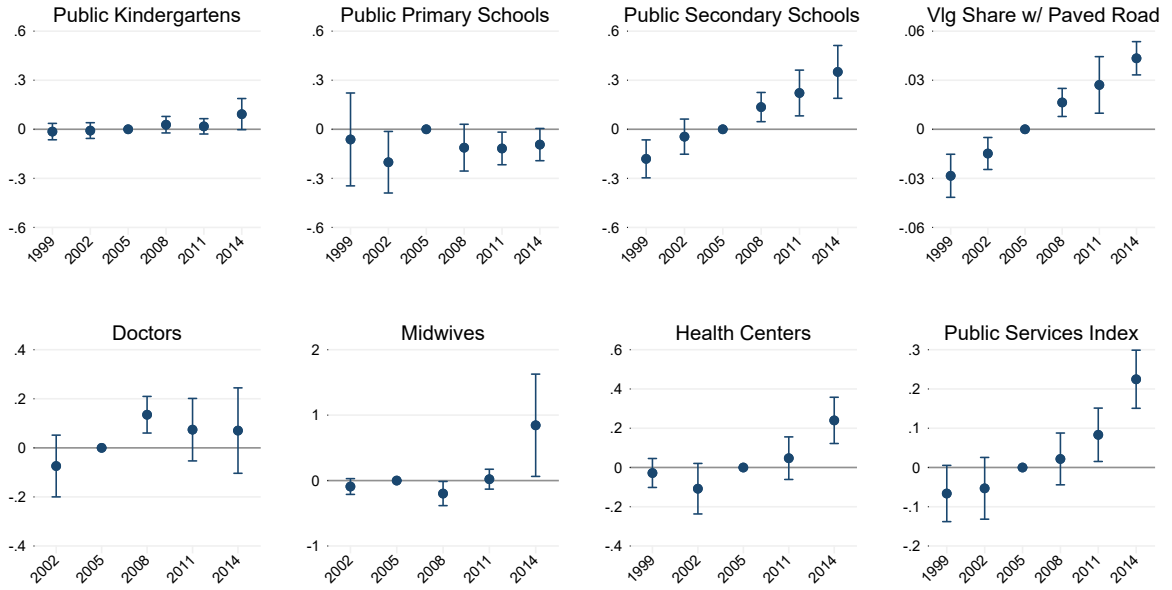 Public Kindergartens
.6
.3
0
-.3
-.6
1999 2002 2005 2008 2011 2014
Public Primary Schools
.6
.3
0
-.3
-.6
1999 2002 2005 2008 2011 2014
Public Secondary Schools
.6
.3
0
-.3
-.6
1999 2002 2005 2008 2011 2014
Vlg Share w/ Paved Road
.06
.03
0
-.03
-.06
1999 2002 2005 2008 2011 2014
Doctors
.4
.2
0
-.2
-.4
2002 2005 2008 2011 2014
Midwives
2
1
0
-1
2002 2005 2008 2011 2014
Health Centers
.6
.4
.2
0
-.2
-.4
1999 2002 2005 2011 2014
Public Services Index
.3
.2
.1
0
-.1
-.2
1999 2002 2005 2008 2011 2014